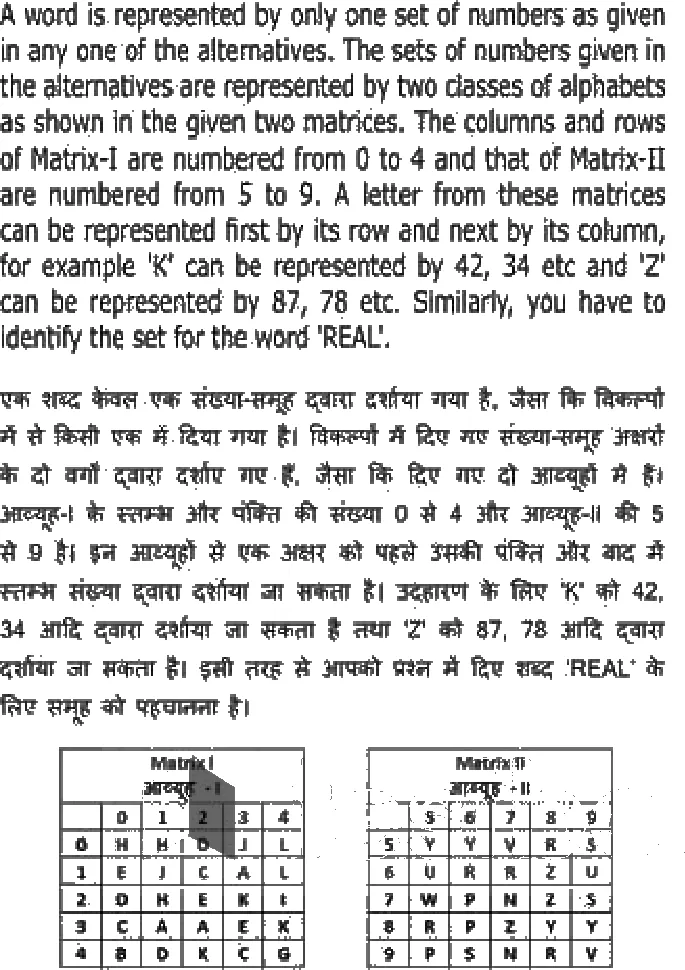 A word is represented by only one set of numbers as given
in any one of the alternatives. The sets of numbers given in
the alternatives are represented by two classes of alphabets
as shown in the given two matrices. The columns and rows
of Matrix-I are numbered from 0 to 4 and that of Matrix-II
are numbered from 5 to 9. A letter from these matrices
can be represented first by its row and next by its column,
for example 'K' can be represented by 42, 34 etc and 'Z'
can be represented by 87, 78 etc. Similarly, you have to
identify the set for the word 'REAL'.
एक शब्द केवल एक संख्या-समूह द्वारा दर्शाया गया है, जैसा कि विकल्पों
में से किसी एक में दिया गया है। विकल्पों में दिए गए संख्या-समूह अक्षरों
के दो वर्गों द्वारा दर्शाए गए हैं, जैसा कि दिए गए दो आव्यूहों में है।
आव्यूह-I के स्तम्भ और पंक्ति की संख्या 0 से 4 और आव्यूह-II की 5
से 9 है। इन आव्यूहों से एक अक्षर को पहले उसकी पंक्ति और बाद में
स्तम्भ संख्या द्वारा दर्शाया जा सकता है। उदहारण के लिए 'K' को 42,
34 आदि द्वारा दर्शाया जा सकता है तथा 'Z' को 87, 78 आदि द्वारा
दर्शाया जा सकता है। इसी तरह से आपको प्रश्न में दिए शब्द 'REAL' के
लिए समूह को पहचानना है।
Matrix I Matrix II
आव्यूह - I आव्यूह - II
0 1 2 3 4 5 6 7 8 9
0 H H D J L 5 Y Y V R S
1 E J C A L 6 U R R Z U
2 D H E K 7 W P N Z S
3 C A A E K 8 R P Z Y Y
4 B D K C G 9 P S N R V